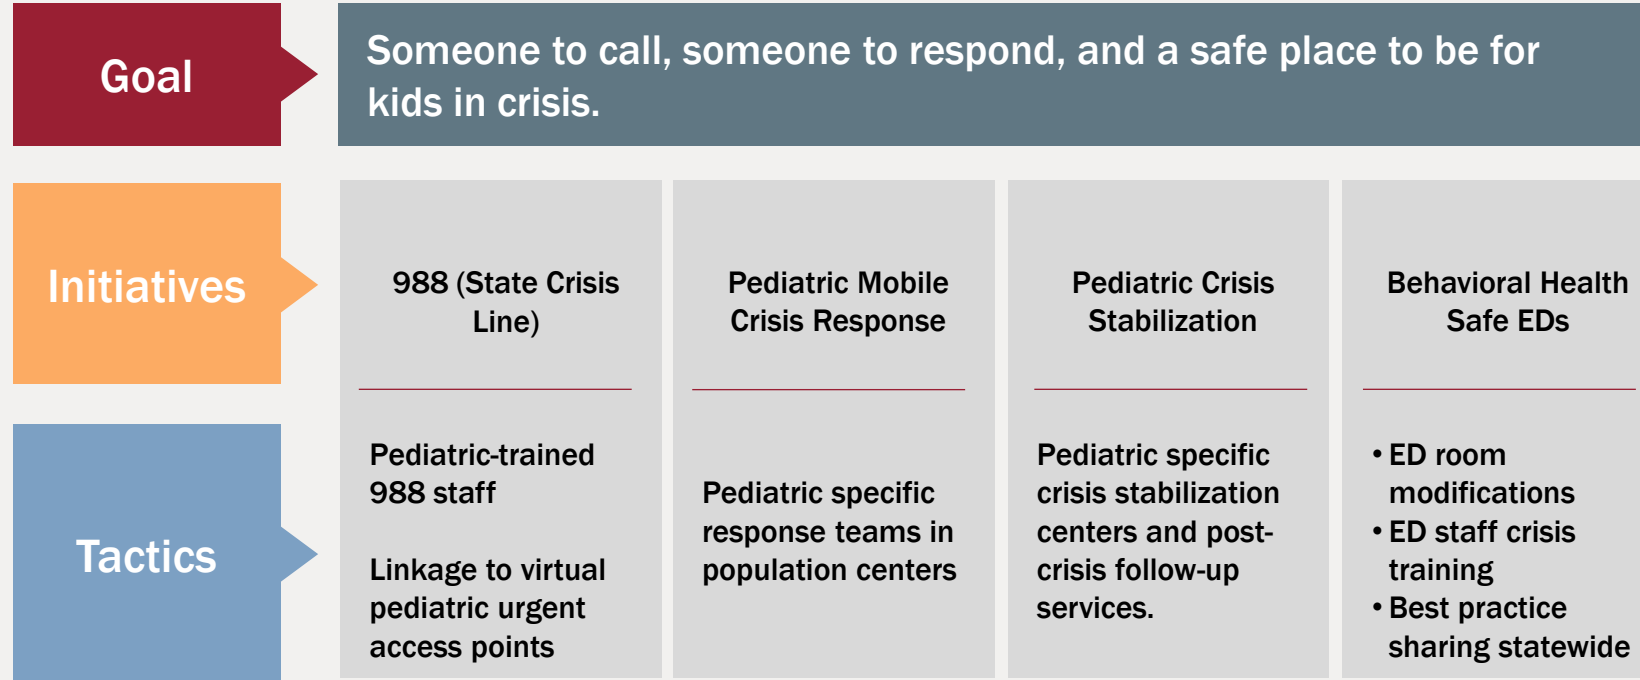 Goal
Someone to call, someone to respond, and a safe place to be for
kids in crisis.
Initiatives
988 (State Crisis
Line)
Pediatric Mobile
Crisis Response
Pediatric Crisis
Stabilization
Behavioral Health
Safe EDs
Tactics
Pediatric-trained
988 staff
Linkage to virtual
pediatric urgent
access points
Pediatric specific
response teams in
population centers
Pediatric specific
crisis stabilization
centers and post-
crisis follow-up
services.
• ED room
modifications
• ED staff crisis
training
• Best practice
sharing statewide